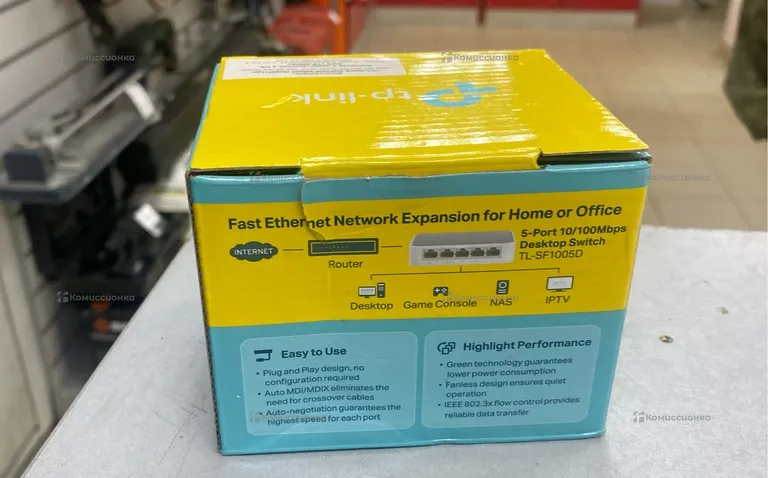 Комиссионка
Комиссионка
tp-link
Fast Ethernet Network Expansion for Home or Office
INTERNET
Router
5-Port 10/100Mbps
Desktop Switch
TL-SF1005D
Desktop
Game Console
NAS
IPTV
Easy to Use
• Plug and Play design, no
configuration required
• Auto MDI/MDIX eliminates the
need for crossover cables
• Auto-negotiation guarantees the
highest speed for each port
Highlight Performance
• Green technology guarantees
lower power consumption
• Fanless design ensures quiet
operation
• IEEE 802.3x flow control provides
reliable data transfer
Комиссионка
Комиссионка
Комиссионка